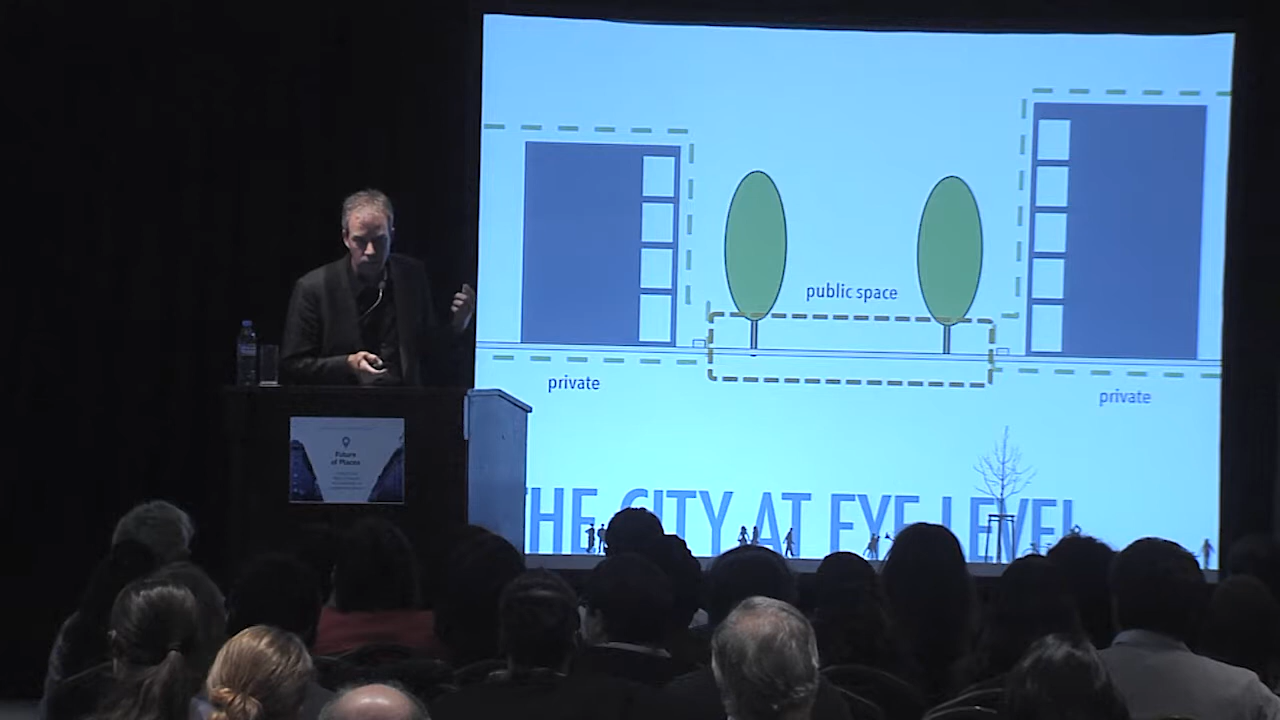 public space
private
private
THE CITY AT EYE LEVEL
Future
of Places